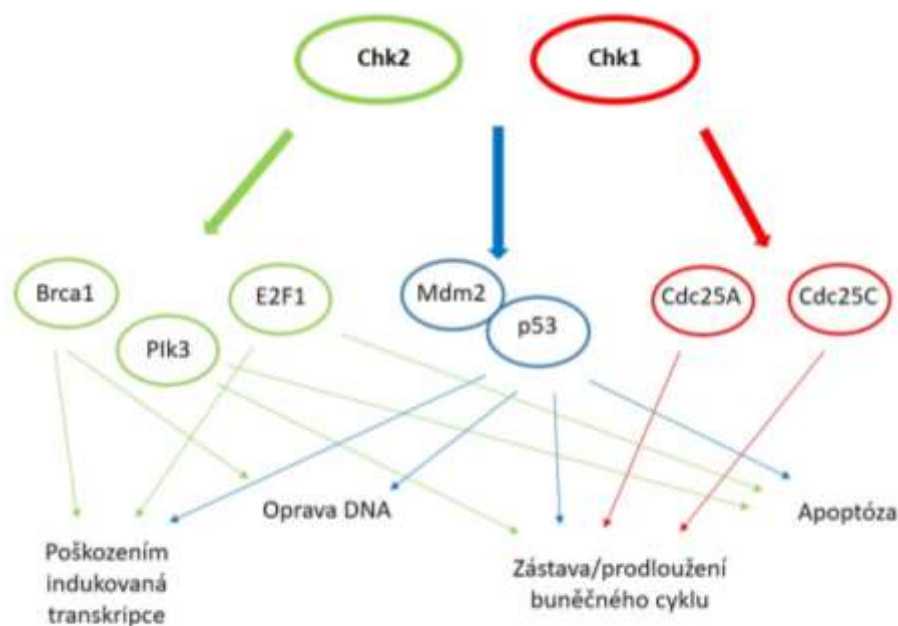 Chk2
Chk1
Brca1
E2F1
Plk3
Mdm2
p53
Cdc25A
Cdc25C
Oprava DNA
Apoptóza
Poškozením
indukovaná
transkripce
Zástava/prodloužení
buněčného cyklu